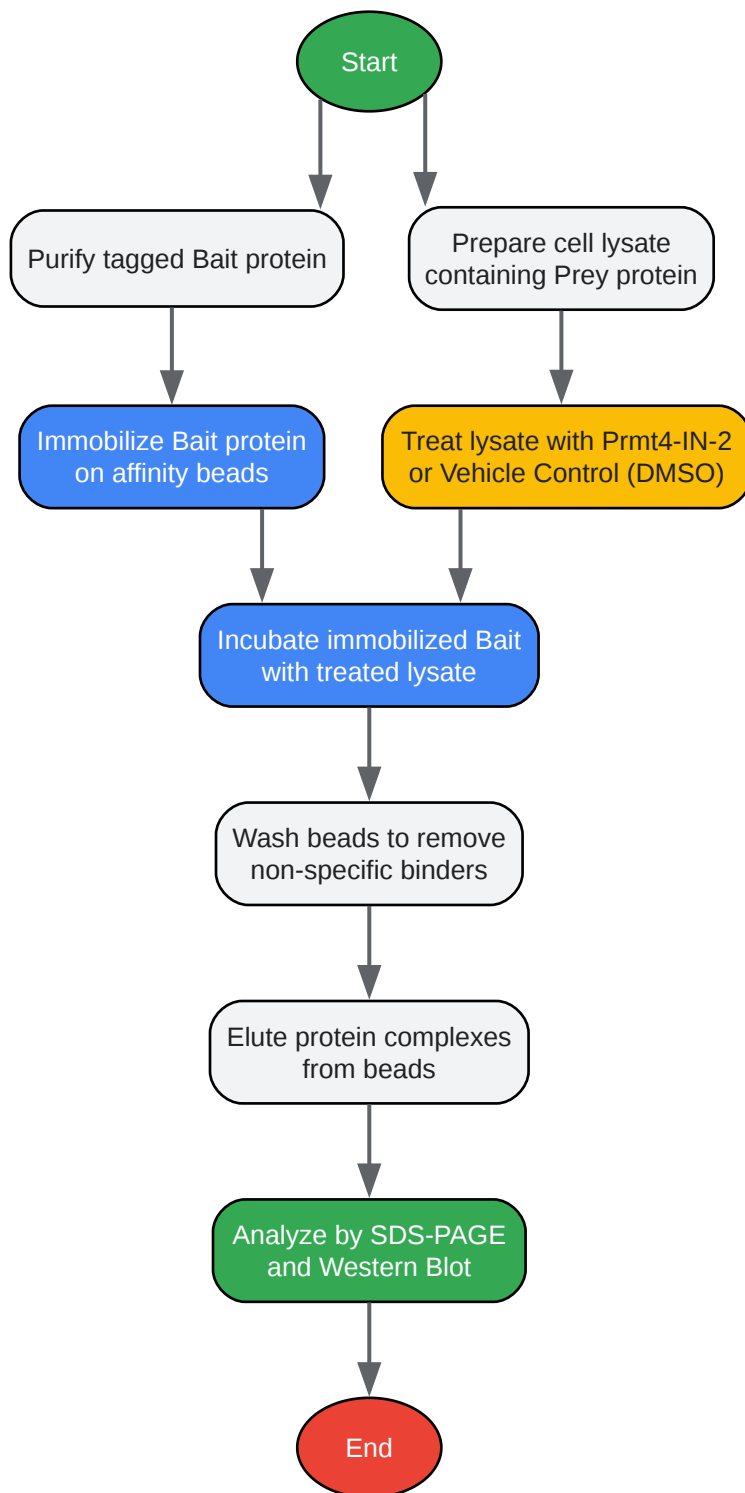 Start
Purify tagged Bait protein
Prepare cell lysate
containing Prey protein
Immobilize Bait protein
on affinity beads
Treat lysate with Prmt4-IN-2
or Vehicle Control (DMSO)
Incubate immobilized Bait
with treated lysate
Wash beads to remove
non-specific binders
Elute protein complexes
from beads
Analyze by SDS-PAGE
and Western Blot
End